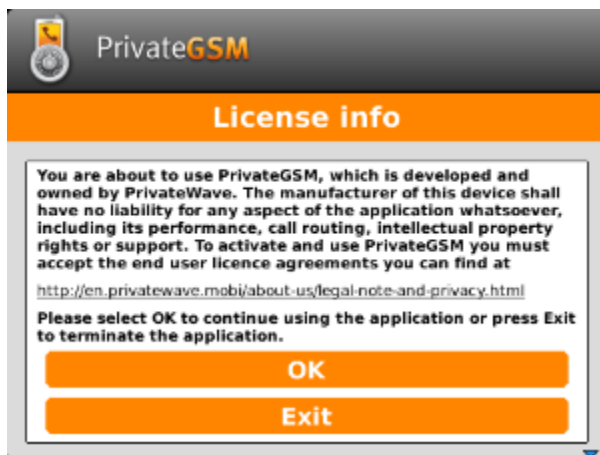 PrivateGSM
License info
You are about to use PrivateGSM, which is developed and
owned by PrivateWave. The manufacturer of this device shall
have no liability for any aspect of the application whatsoever,
including its performance, call routing, intellectual property
rights or support. To activate and use PrivateGSM you must
accept the end user licence agreements you can find at
http://en.privatewave.mobi/about-us/legal-note-and-privacy.html
Please select OK to continue using the application or press Exit
to terminate the application.
OK
Exit